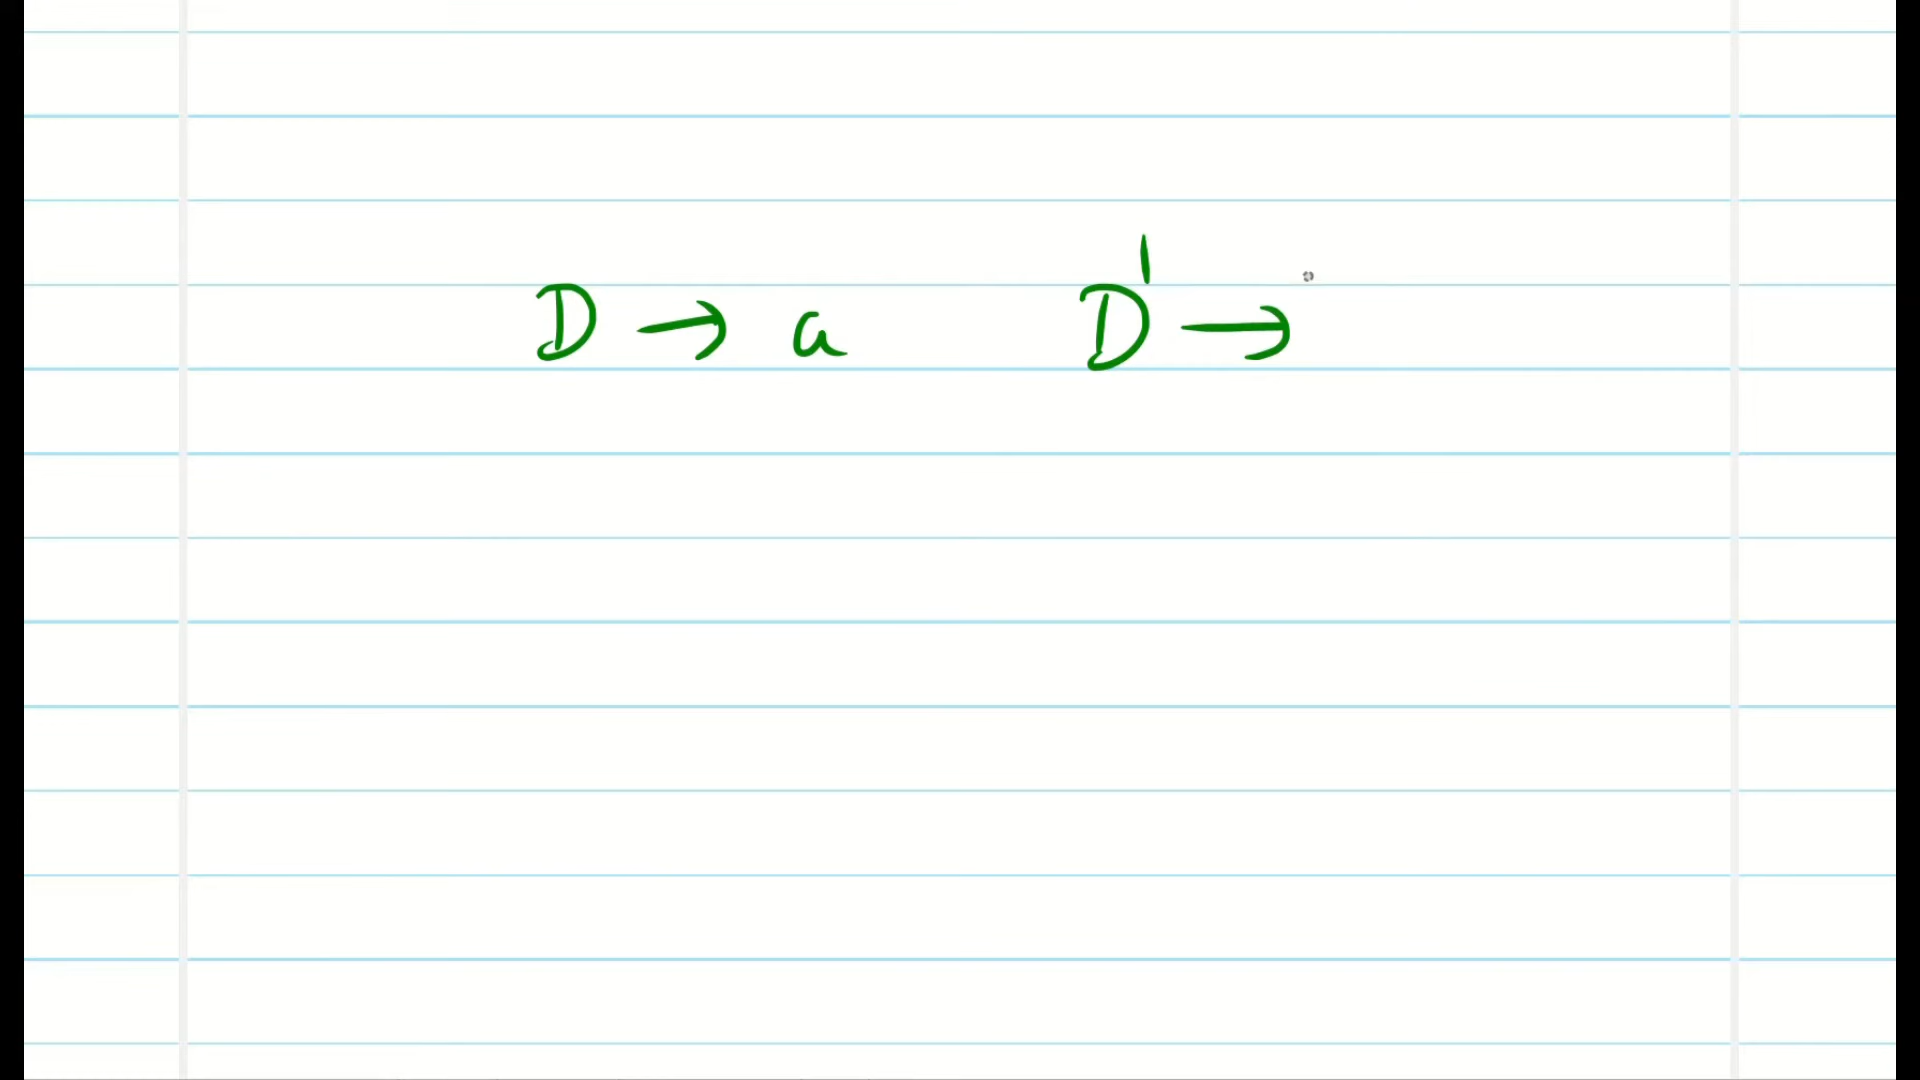 D → a D' →